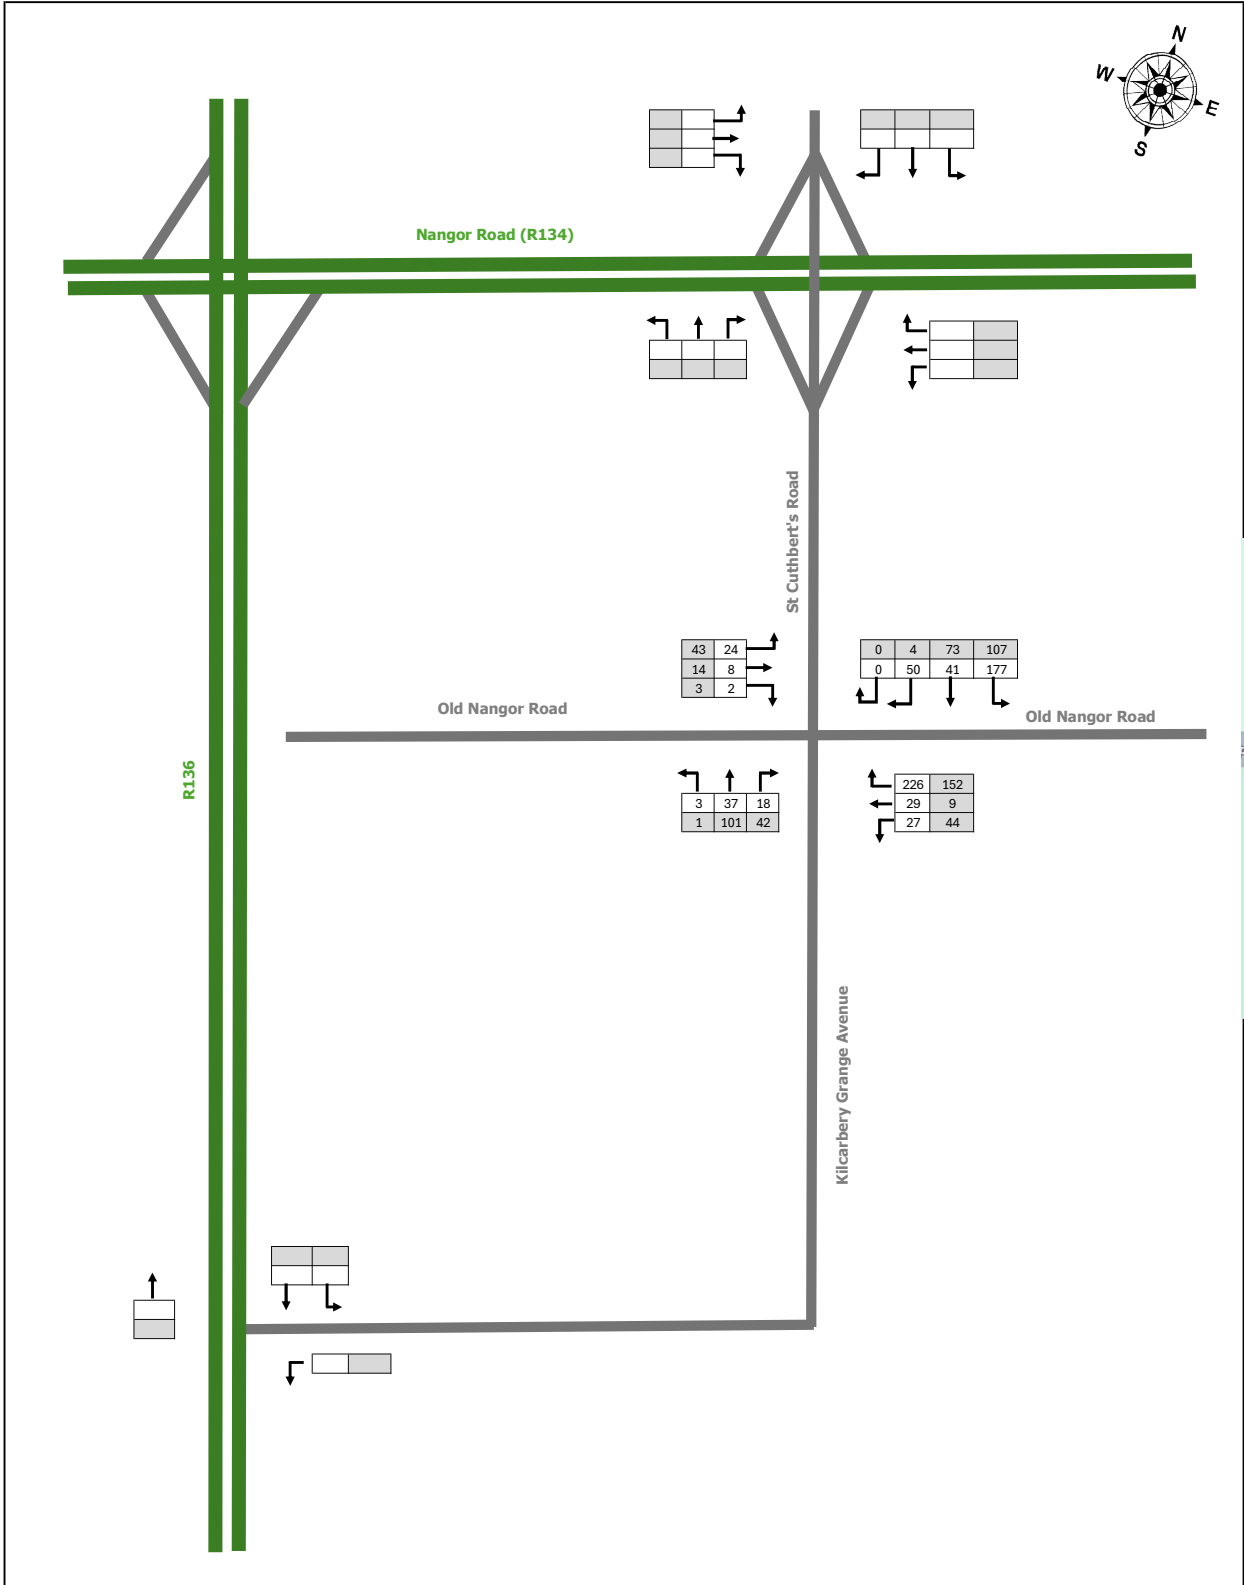 N
W
E
S
Nangor Road (R134)
St Cuthbert's Road
43 24
14 8
3 2
0 4 73 107
0 50 41 177
Old Nangor Road
Old Nangor Road
R136
3 37 18
1 101 42
226 152
29 9
27 44
Kilcarbery Grange Avenue